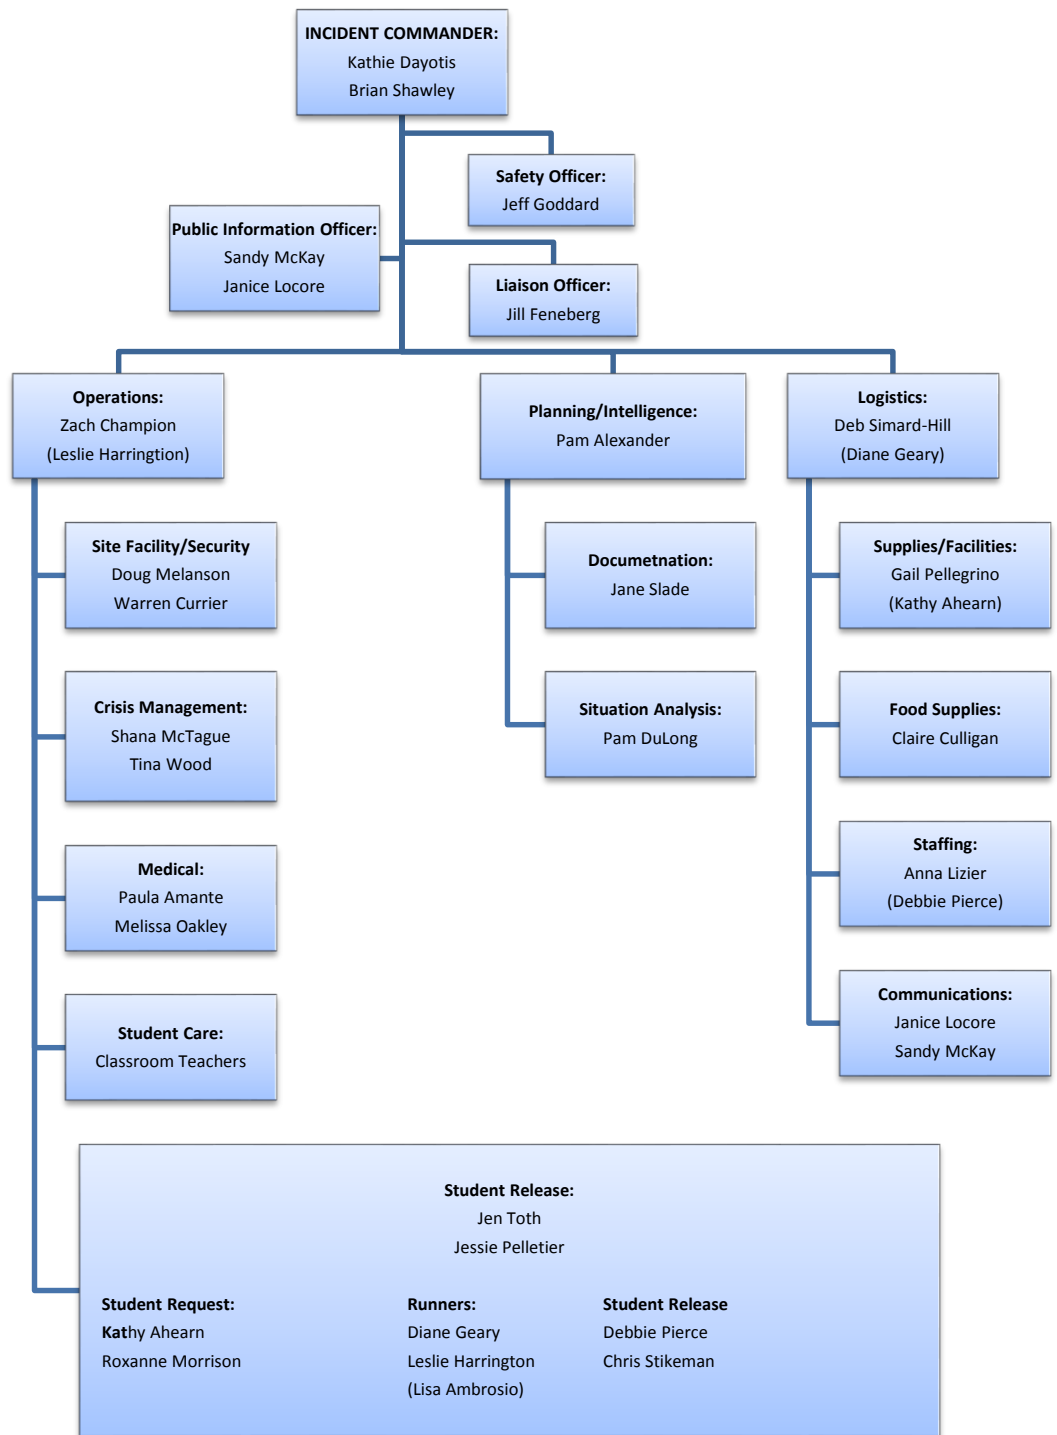 INCIDENT COMMANDER:
Kathie Dayotis
Brian Shawley
Safety Officer:
Jeff Goddard
Public Information Officer:
Sandy McKay
Janice Locore
Liaison Officer:
Jill Feneberg
Operations:
Zach Champion
(Leslie Harringtion)
Planning/Intelligence:
Pam Alexander
Logistics:
Deb Simard-Hill
(Diane Geary)
Site Facility/Security
Doug Melanson
Warren Currier
Documetnation:
Jane Slade
Supplies/Facilities:
Gail Pellegrino
(Kathy Ahearn)
Crisis Management:
Shana McTague
Tina Wood
Situation Analysis:
Pam DuLong
Food Supplies:
Claire Culligan
Medical:
Paula Amante
Melissa Oakley
Staffing:
Anna Lizier
(Debbie Pierce)
Student Care:
Classroom Teachers
Communications:
Janice Locore
Sandy McKay
Student Release:
Jen Toth
Jessie Pelletier
Student Request:
Kathy Ahearn
Roxanne Morrison
Runners:
Diane Geary
Leslie Harrington
(Lisa Ambrosio)
Student Release
Debbie Pierce
Chris Stikeman